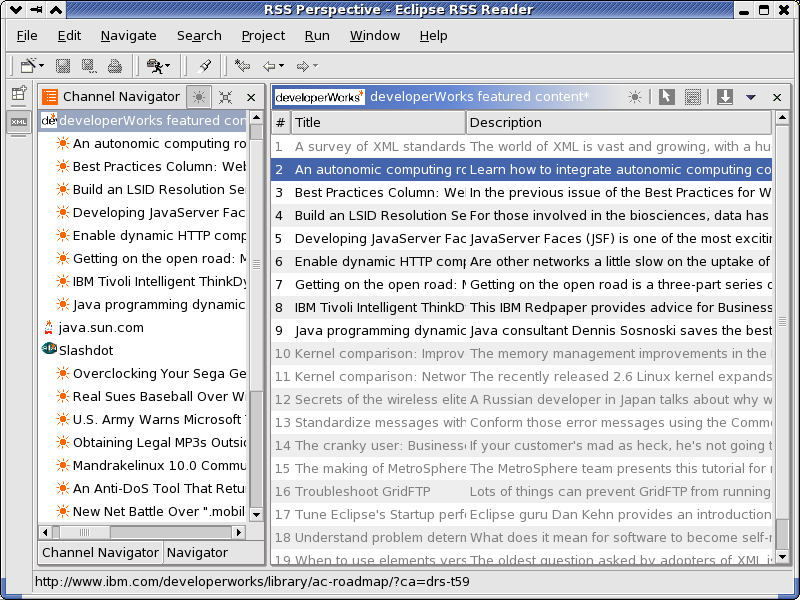 RSS Perspective - Eclipse RSS Reader
File Edit Navigate Search Project Run Window Help
Channel Navigator
developerWorks featured con
An autonomic computing ro
Best Practices Column: Web
Build an LSID Resolution Se
Developing JavaServer Fac
Enable dynamic HTTP comp
Getting on the open road: M
IBM Tivoli Intelligent ThinkDy
Java programming dynamic
java.sun.com
Slashdot
Overclocking Your Sega Ge
Real Sues Baseball Over W
U.S. Army Warns Microsoft
Obtaining Legal MP3s Outsid
Mandrakelinux 10.0 Commu
An Anti-DoS Tool That Retu
New Net Battle Over ".mobil
Channel Navigator Navigator
XML
developerWorks developerWorks featured content*
# Title Description
1 A survey of XML standards The world of XML is vast and growing, with a hu
2 An autonomic computing ro Learn how to integrate autonomic computing co
3 Best Practices Column: We In the previous issue of the Best Practices for W
4 Build an LSID Resolution Se For those involved in the biosciences, data has
5 Developing JavaServer Fac JavaServer Faces (JSF) is one of the most excitin
6 Enable dynamic HTTP comp Are other networks a little slow on the uptake of
7 Getting on the open road: M Getting on the open road is a three-part series o
8 IBM Tivoli Intelligent ThinkD This IBM Redpaper provides advice for Business
9 Java programming dynamic Java consultant Dennis Sosnoski saves the best
10 Kernel comparison: Improv The memory management improvements in the
11 Kernel comparison: Networ The recently released 2.6 Linux kernel expands
12 Secrets of the wireless elite A Russian developer in Japan talks about why w
13 Standardize messages with Conform those error messages using the Commo
14 The cranky user: Business If your customer's mad as heck, he's not going t
15 The making of MetroSphere The MetroSphere team presents this tutorial for
16 Troubleshoot GridFTP Lots of things can prevent GridFTP from running
17 Tune Eclipse's Startup perf Eclipse guru Dan Kehn provides an introduction
18 Understand problem determ What does it mean for software to become self-
19 When to use elements vers The oldest question asked by adopters of XML i
http://www.ibm.com/developerworks/library/ac-roadmap/?ca=drs-t59